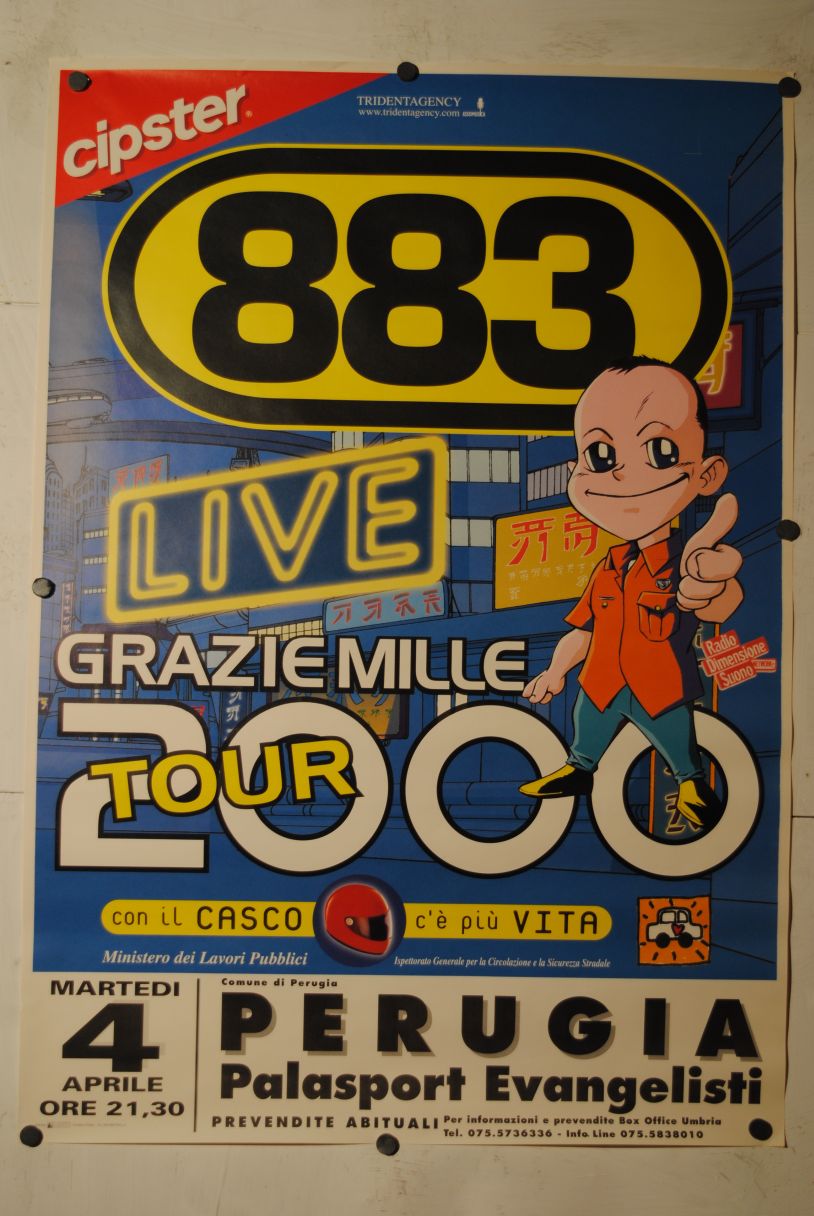 cipster
TRIDENTAGENCY
www.tridentagency.com
883
LIVE
GRAZIE MILLE
2000
TOUR
Radio
Dimensione
Suono
con il CASCO c'è più VITA
Ministero dei Lavori Pubblici
Ispettorato Generale per la Circolazione e la Sicurezza Stradale
MARTEDI
4
APRILE
ORE 21,30
Comune di Perugia
PERUGIA
Palasport Evangelisti
PREVENDITE ABITUALI
Per informazioni e prevendite Box Office Umbria
Tel. 075.5736336 - Info Line 075.5838010